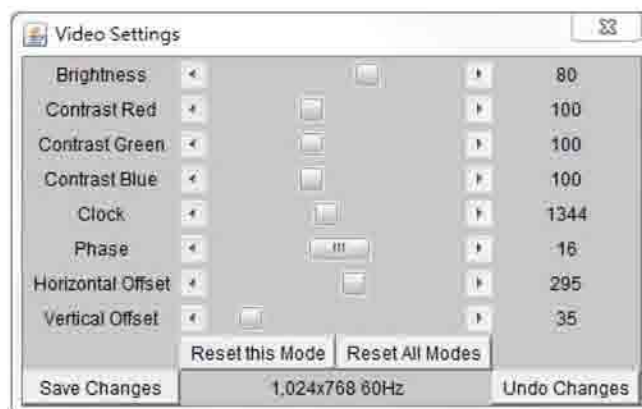 Video Settings
Brightness 80
Contrast Red 100
Contrast Green 100
Contrast Blue 100
Clock 1344
Phase 16
Horizontal Offset 295
Vertical Offset 35
Reset this Mode Reset All Modes
Save Changes 1,024x768 60Hz Undo Changes